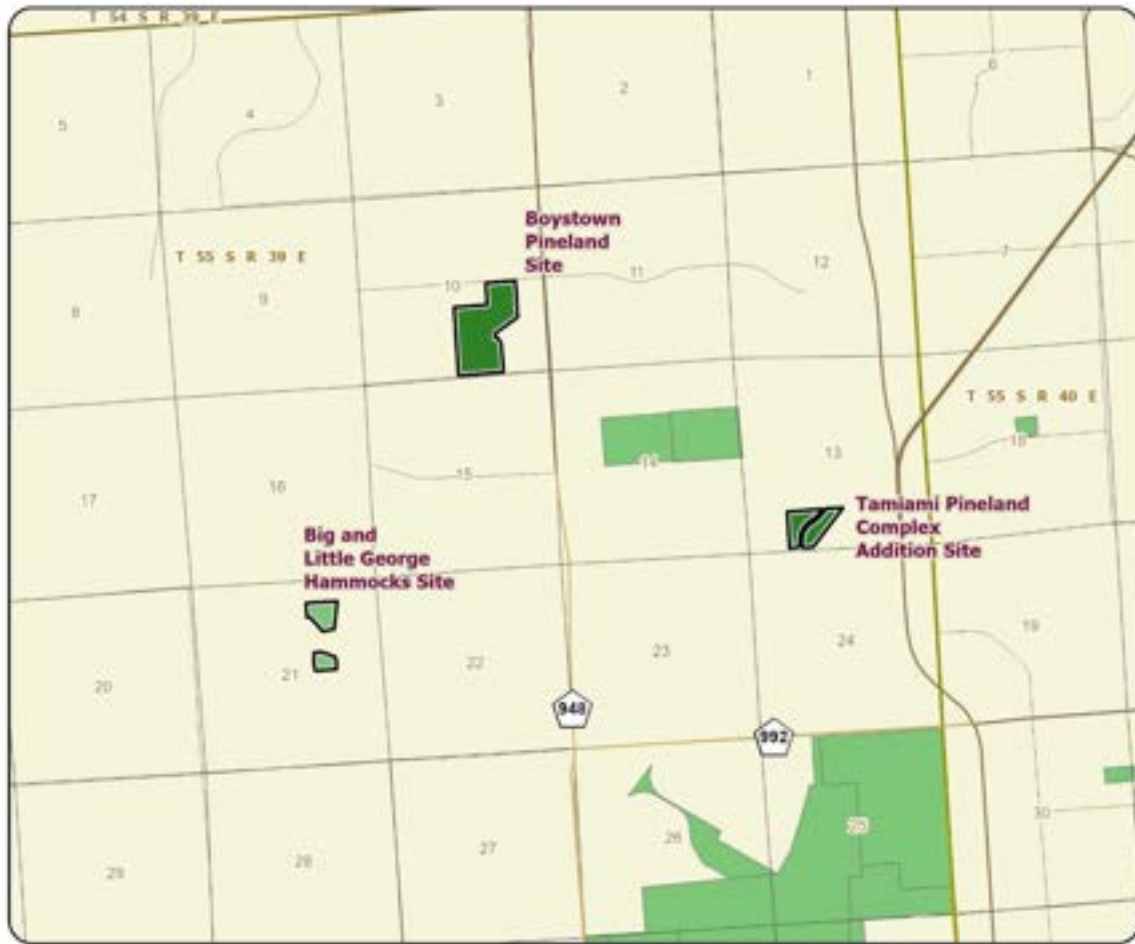 T 54 S R 39 E
6
1
2
3
4
5
Boystown
Pineland
Site
T 55 S R 39 E
7
12
11
10
9
8
T 55 S R 40 E
18
13
14
15
16
17
Tamiami Pineland
Complex
Addition Site
Big and
Little George
Hammocks Site
19
24
23
22
21
20
948
992
30
25
26
27
28
29